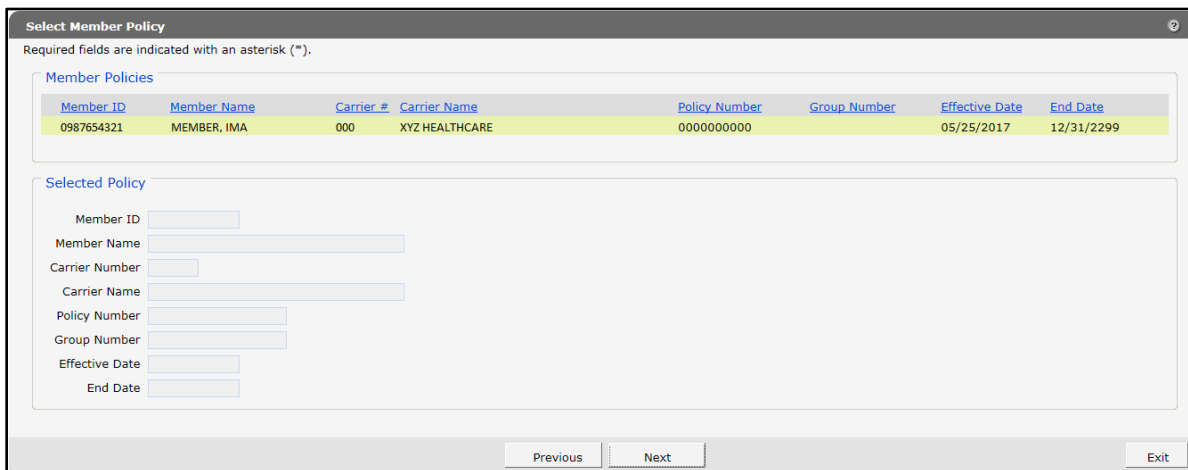 Select Member Policy ?
Required fields are indicated with an asterisk (*).
Member Policies
Member ID Member Name Carrier # Carrier Name Policy Number Group Number Effective Date End Date
0987654321 MEMBER, IMA 000 XYZ HEALTHCARE 0000000000 05/25/2017 12/31/2299
Selected Policy
Member ID
Member Name
Carrier Number
Carrier Name
Policy Number
Group Number
Effective Date
End Date
Previous Next Exit